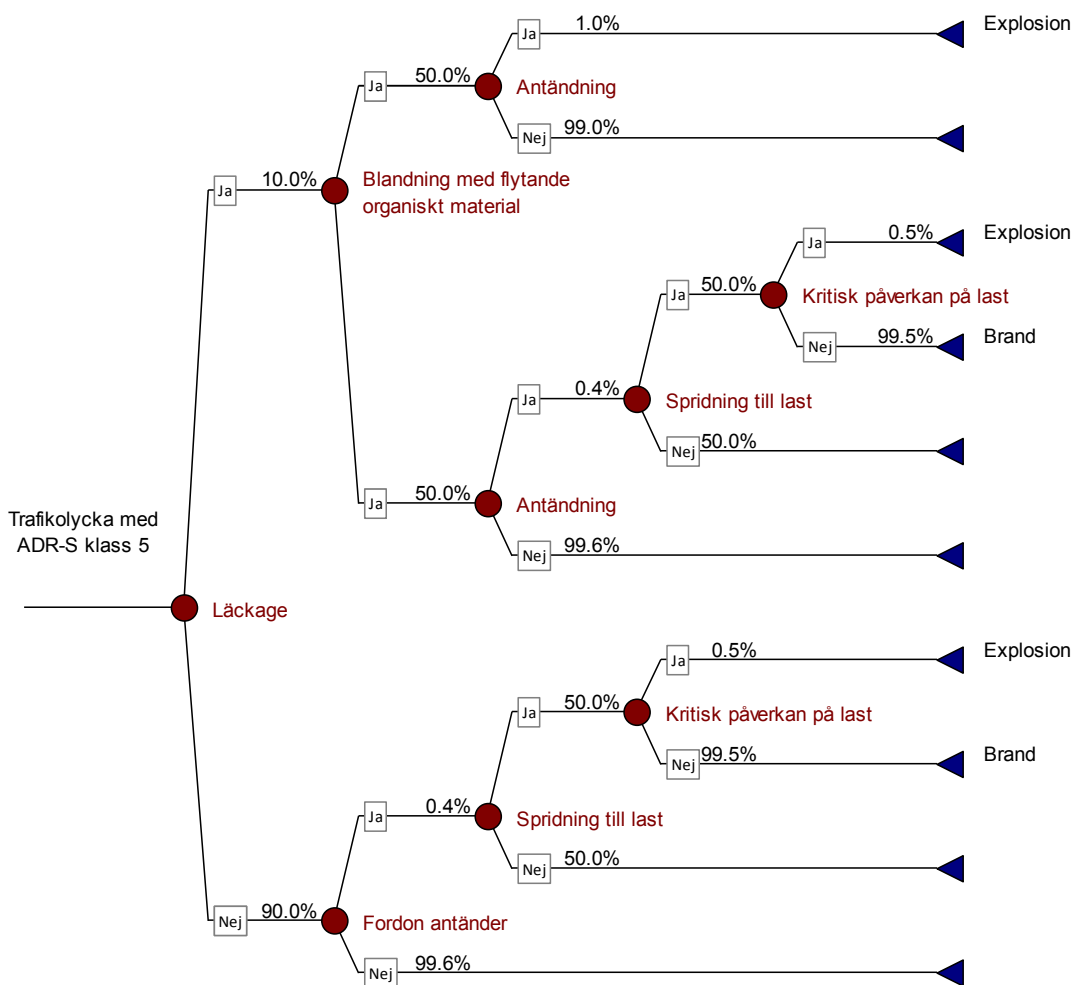 Ja
1.0%
Explosion
Ja
50.0%
Antändning
Nej
99.0%
Ja
10.0%
Blandning med flytande
organiskt material
Ja
0.5%
Explosion
Ja
50.0%
Kritisk påverkan på last
Nej
99.5%
Brand
Ja
0.4%
Spridning till last
Nej
50.0%
Ja
50.0%
Antändning
Nej
99.6%
Trafikolycka med
ADR-S klass 5
Läckage
Ja
0.5%
Explosion
Ja
50.0%
Kritisk påverkan på last
Nej
99.5%
Brand
Ja
0.4%
Spridning till last
Nej
50.0%
Nej
90.0%
Fordon antänder
Nej
99.6%